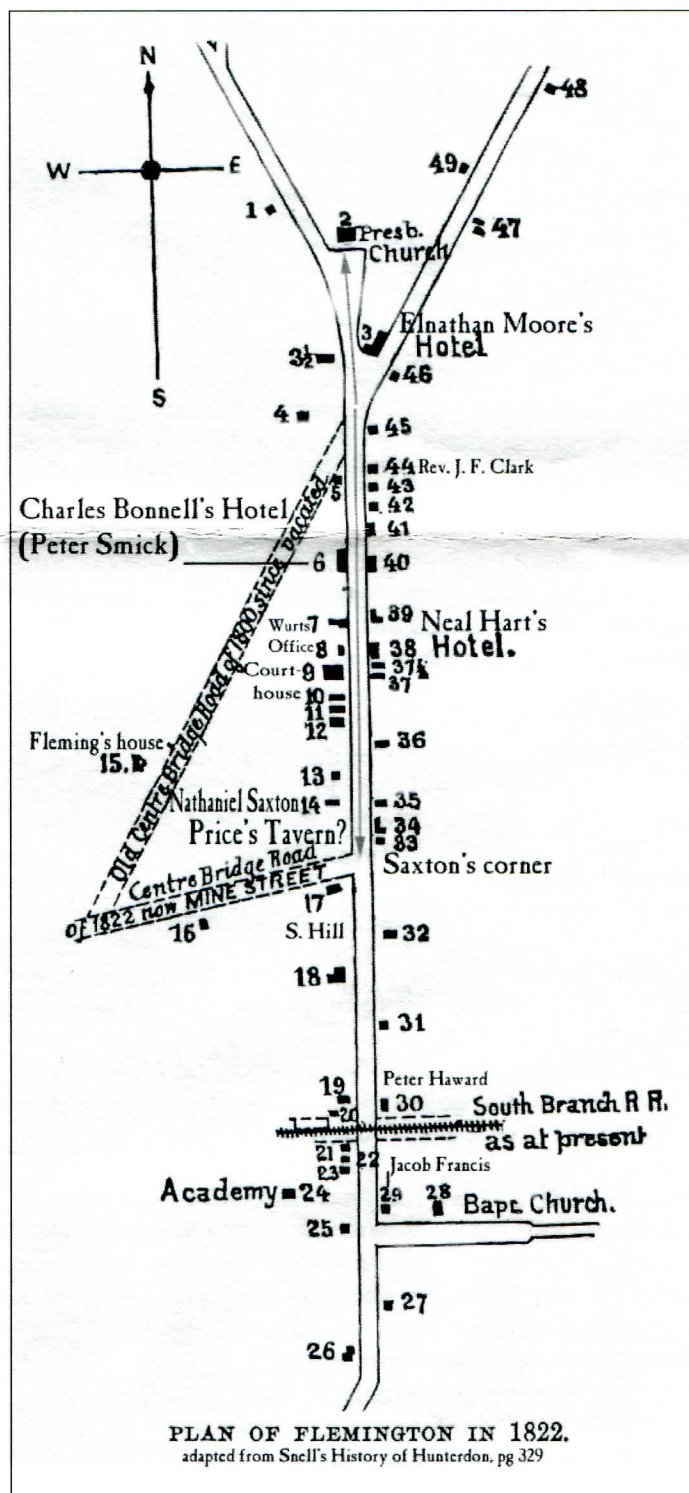 N
W
E
S
48
49
47
1
2
Presb.
Church
3
Elnathan Moore's
Hotel
3½
46
4
45
44 Rev. J. F. Clark
43
5
42
Charles Bonnell's Hotel
(Peter Smick)
41
6
40
Old Centre Bridge Road of 1800 since vacated
39
Wurts 7
Neal Hart's
Hotel.
Office 8
38
37½
Court-
house
9
37
10
11
12
36
Fleming's house
15.
13
Nathaniel Saxton 14
35
Price's Tavern?
34
33
Centre Bridge Road
of 1822 now MINE STREET
Saxton's corner
17
16
S. Hill
32
18
31
Peter Haward
19
30
20
South Branch R R.
as at present
21
22
23
Jacob Francis
Academy 24
29
28
Bapt. Church.
25
27
26
PLAN OF FLEMINGTON IN 1822.
adapted from Snell's History of Hunterdon, pg 329